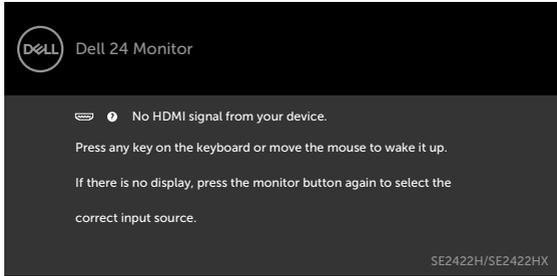 DELL
Dell 24 Monitor
? No HDMI signal from your device.
Press any key on the keyboard or move the mouse to wake it up.
If there is no display, press the monitor button again to select the
correct input source.
SE2422H/SE2422HX